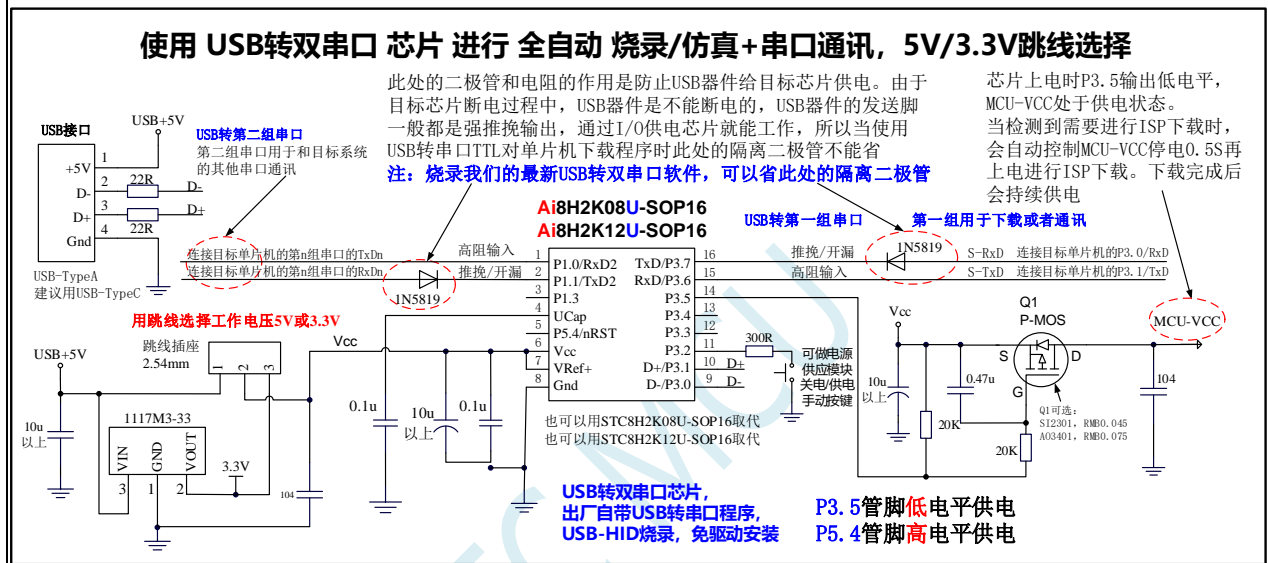 使用 USB转双串口 芯片 进行 全自动 烧录/仿真+串口通讯，5V/3.3V跳线选择
此处的二极管和电阻的作用是防止USB器件给目标芯片供电。由于
目标芯片断电过程中，USB器件是不能断电的，USB器件的发送脚
一般都是强推挽输出，通过I/O供电芯片就能工作，所以当使用
USB转串口TTL对单片机下载程序时此处的隔离二极管不能省
注：烧录我们的最新USB转双串口软件，可以省此处的隔离二极管
芯片上电时P3.5输出低电平，
MCU-VCC处于供电状态。
当检测到需要进行ISP下载时，
会自动控制MCU-VCC停电0.5S再
上电进行ISP下载。下载完成后
会持续供电
USB接口
USB+5V
+5V
D-
D+
Gnd
1
2
3
4
22R
22R
D-
D+
USB-TypeA
建议用USB-TypeC
USB转第二组串口
第二组串口用于和目标系统
的其他串口通讯
连接目标单片机的第n组串口的TxDn
连接目标单片机的第n组串口的RxDn
高阻输入
推挽/开漏
1N5819
Ai8H2K08U-SOP16
Ai8H2K12U-SOP16
1
2
3
4
5
6
7
8
P1.0/RxD2
P1.1/TxD2
P1.3
UCap
P5.4/nRST
Vcc
VRef+
Gnd
TxD/P3.7
RxD/P3.6
P3.5
P3.4
P3.3
P3.2
D+/P3.1
D-/P3.0
16
15
14
13
12
11
10
9
D+
D-
也可以用STC8H2K08U-SOP16取代
也可以用STC8H2K12U-SOP16取代
USB转第一组串口
第一组用于下载或者通讯
推挽/开漏
高阻输入
1N5819
S-RxD 连接目标单片机的P3.0/RxD
S-TxD 连接目标单片机的P3.1/TxD
300R
可做电源
供应模块
关电/供电
手动按键
Vcc
Q1
P-MOS
S
D
G
MCU-VCC
10u
以上
0.47u
20K
20K
104
Q1可选：
SI2301, RMB0.045
AO3401, RMB0.075
用跳线选择工作电压5V或3.3V
USB+5V
跳线插座
2.54mm
1
2
3
Vcc
10u
以上
1117M3-33
VIN
GND
VOUT
3
1
2
3.3V
104
0.1u
10u
以上
0.1u
USB转双串口芯片，
出厂自带USB转串口程序，
USB-HID烧录，免驱动安装
P3.5管脚低电平供电
P5.4管脚高电平供电
STC MCU